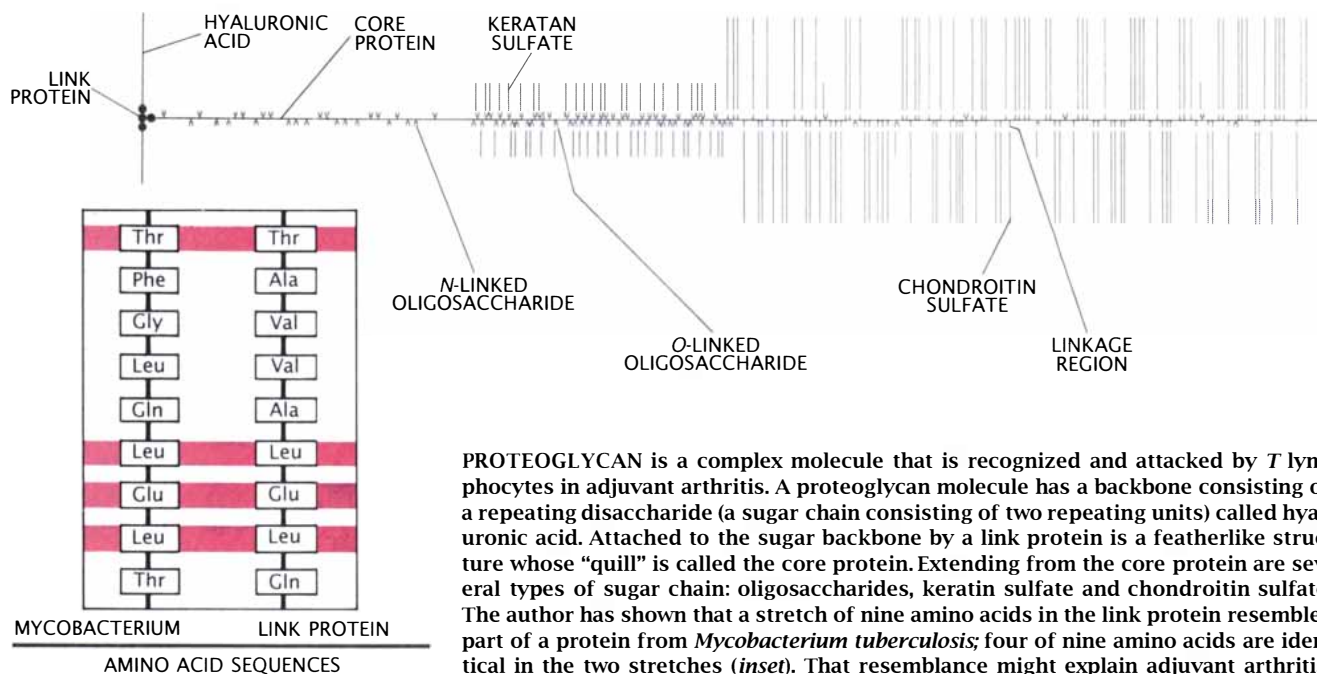 HYALURONIC
ACID
CORE
PROTEIN
KERATAN
SULFATE
LINK
PROTEIN
N-LINKED
OLIGOSACCHARIDE
O-LINKED
OLIGOSACCHARIDE
CHONDROITIN
SULFATE
LINKAGE
REGION
Thr Thr
Phe Ala
Gly Val
Leu Val
Gln Ala
Leu Leu
Glu Glu
Leu Leu
Thr Gln
MYCOBACTERIUM LINK PROTEIN
AMINO ACID SEQUENCES
PROTEOGLYCAN is a complex molecule that is recognized and attacked by T lym
phocytes in adjuvant arthritis. A proteoglycan molecule has a backbone consisting o
a repeating disaccharide (a sugar chain consisting of two repeating units) called hya
uronic acid. Attached to the sugar backbone by a link protein is a featherlike struc
ture whose “quill” is called the core protein. Extending from the core protein are sev
eral types of sugar chain: oligosaccharides, keratin sulfate and chondroitin sulfat
The author has shown that a stretch of nine amino acids in the link protein resemble
part of a protein from Mycobacterium tuberculosis; four of nine amino acids are iden
tical in the two stretches (inset). That resemblance might explain adjuvant arthriti